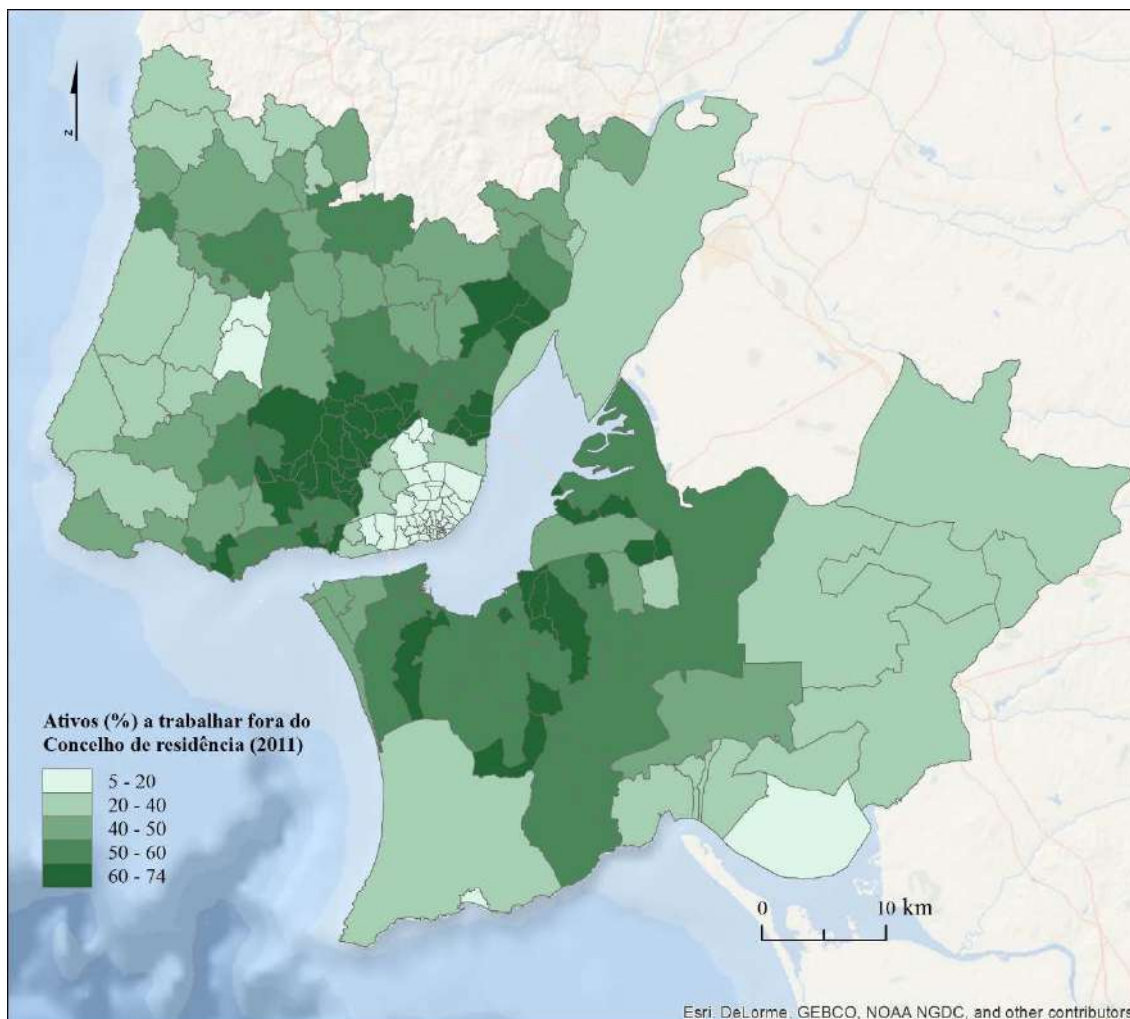 z
Ativos (%) a trabalhar fora do
Concelho de residência (2011)
5 - 20
20 - 40
40 - 50
50 - 60
60 - 74
0 10 km
Esri, DeLorme, GEBCO, NOAA NGDC, and other contributors